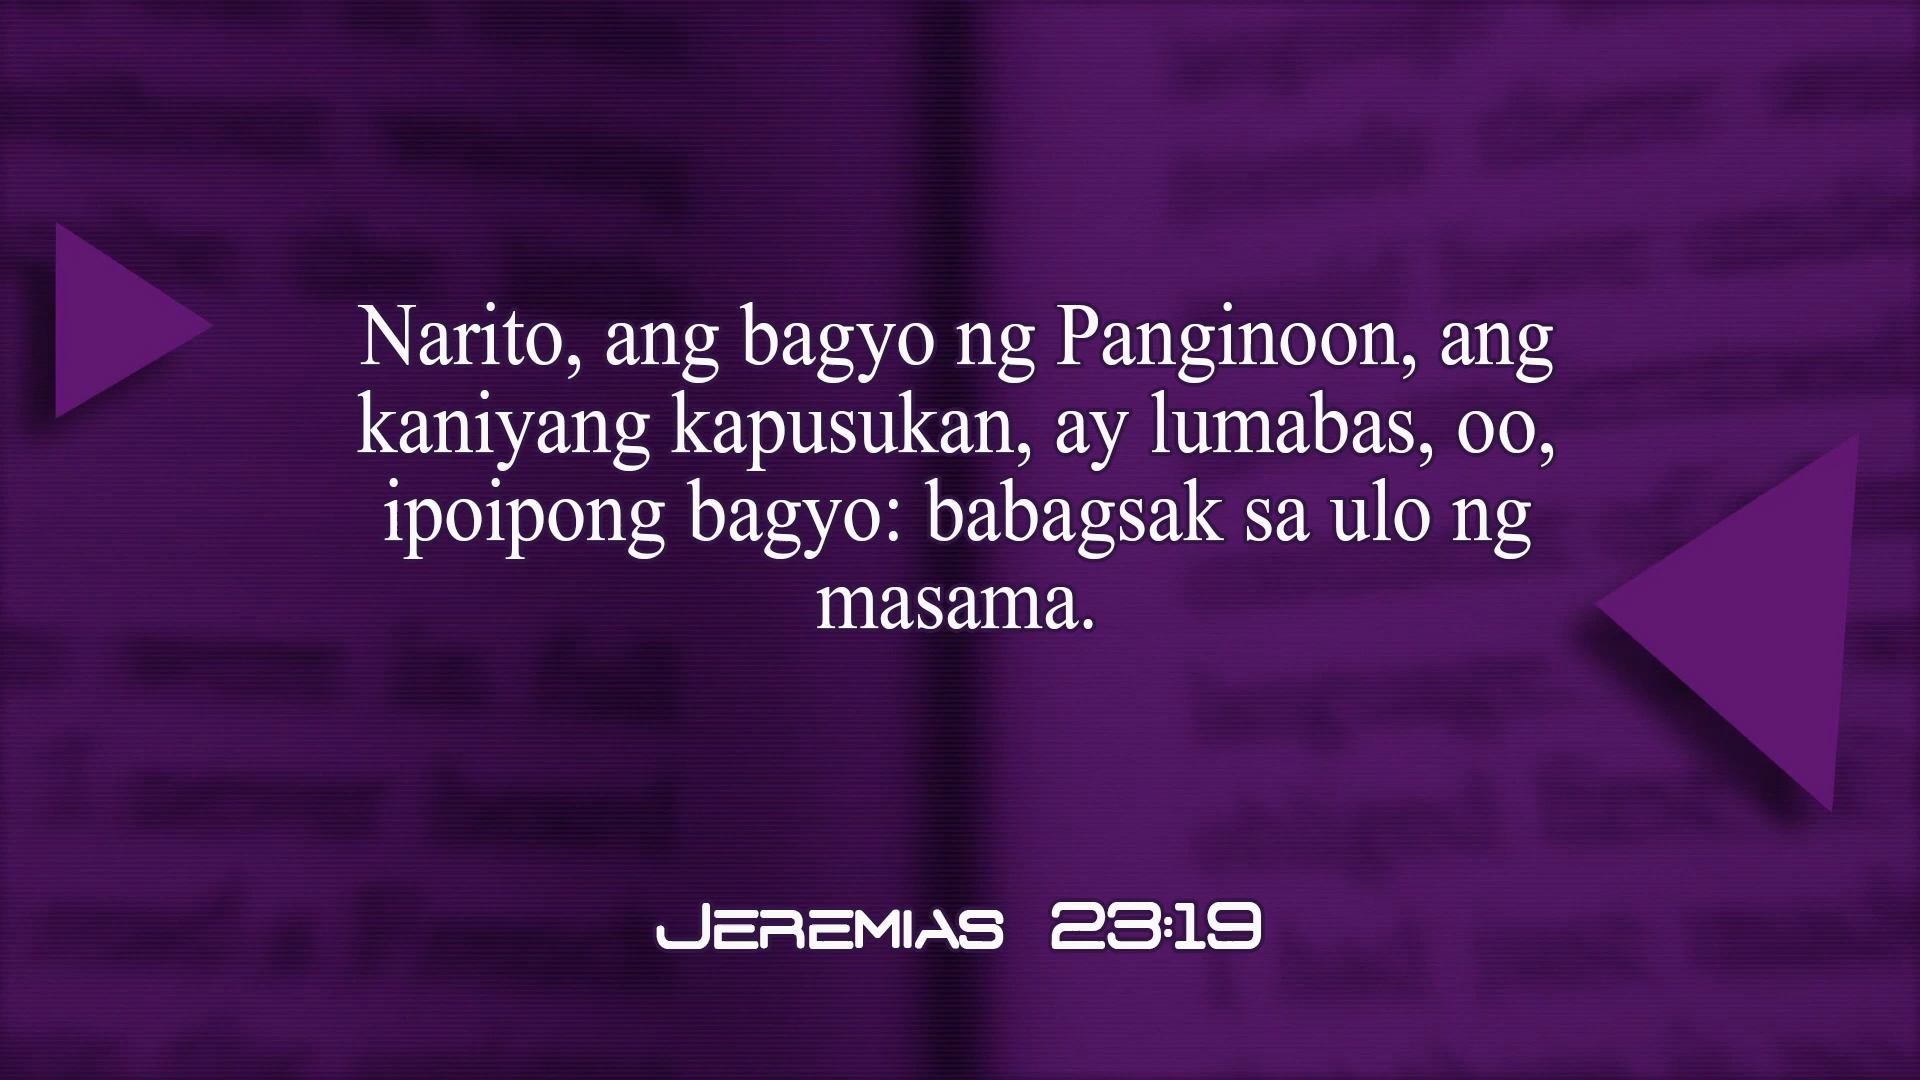 Narito, ang bagyo ng Panginoon, ang
kaniyang kapusukan, ay lumabas, oo,
ipoipong bagyo: babagsak sa ulo ng
masama.
Jeremias 23:19